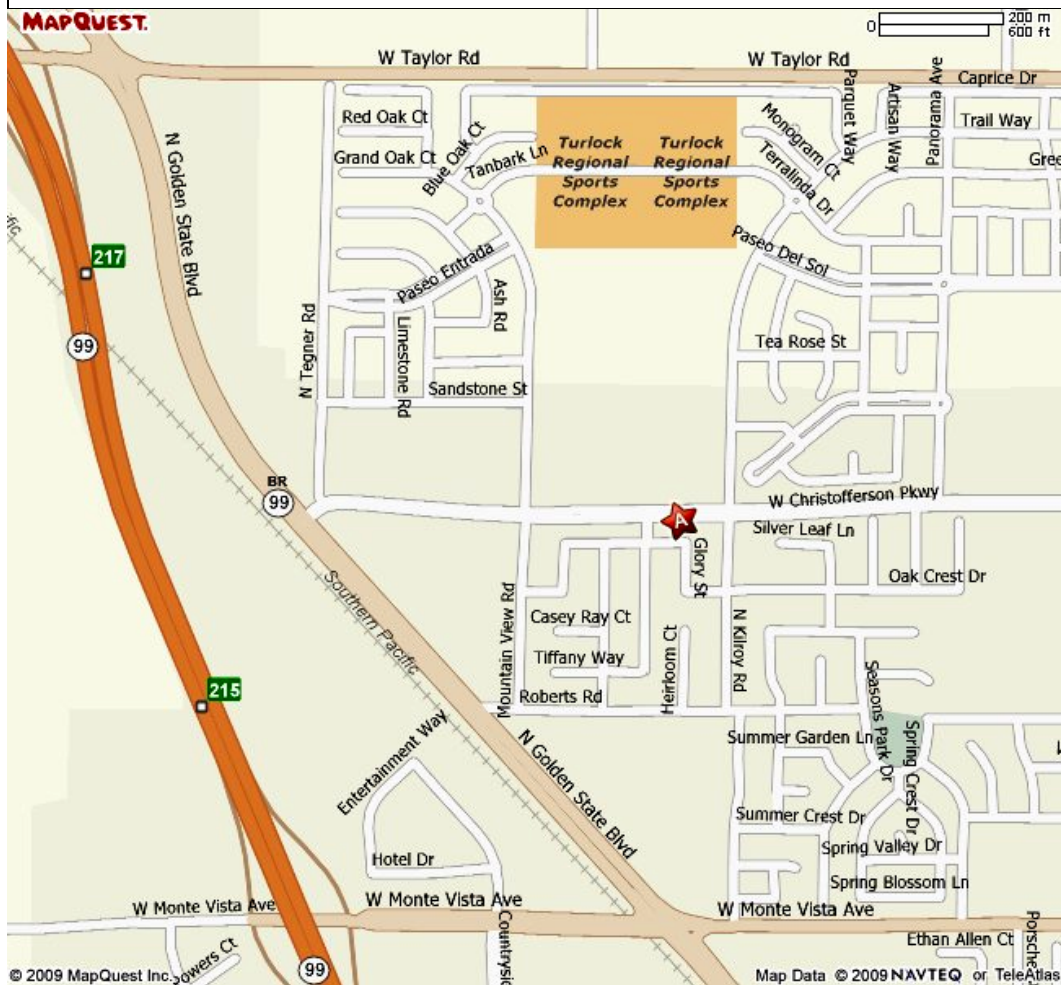 MAPQUEST.
0
200 m
600 ft
W Taylor Rd
W Taylor Rd
Caprice Dr
Red Oak Ct
Grand Oak Ct
Blue Oak Ct
Tanbark Ln
Turlock
Regional
Sports
Complex
Turlock
Regional
Sports
Complex
Monogram Ct
Terralinda Dr
Parquet Way
Artisan Way
Panorama Ave
Trail Way
N Golden State Blvd
217
99
Paseo Entrada
Ash Rd
Limestone Rd
N Tegner Rd
Sandstone St
Paseo Del Sol
Tea Rose St
BR
99
W Christofferson Pkwy
A
Glory St
Silver Leaf Ln
Oak Crest Dr
Southern Pacific
Mountain View Rd
Casey Ray Ct
Tiffany Way
Heirloom Ct
N Kilroy Rd
Roberts Rd
215
Entertainment Way
N Golden State Blvd
Seasons Park Dr
Summer Garden Ln
Spring Crest Dr
Summer Crest Dr
Spring Valley Dr
Spring Blossom Ln
Hotel Dr
W Monte Vista Ave
W Monte Vista Ave
W Monte Vista Ave
Ethan Allen Ct
99
© 2009 MapQuest Inc.
Map Data © 2009 NAVTEQ or TeleAtlas